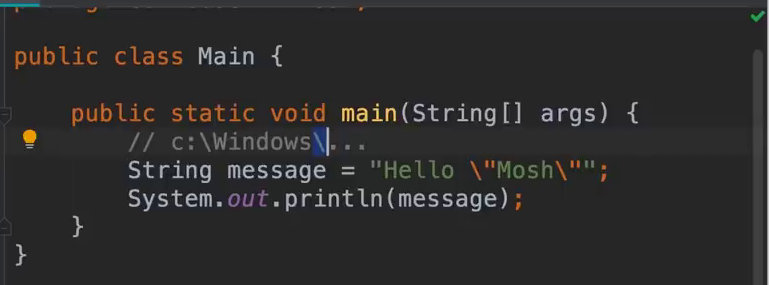 public class Main {
public static void main(String[] args) {
// c:\Windows\...
String message = "Hello \"Mosh\"";
System.out.println(message);
}
}